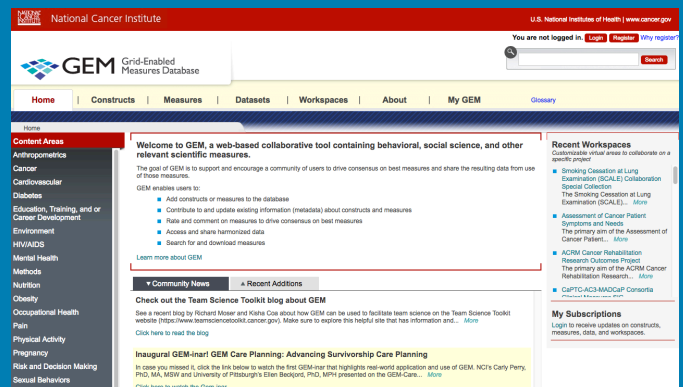 NATIONAL CANCER INSTITUTE National Cancer Institute
U.S. National Institutes of Health | www.cancer.gov
You are not logged in. Login Register Why register?
GEM Grid-Enabled
Measures Database
Search
Home | Constructs | Measures | Datasets | Workspaces | About | My GEM
Glossary
Home
Content Areas
Anthropometrics
Cancer
Cardiovascular
Diabetes
Education, Training, and or
Career Development
Environment
HIV/AIDS
Mental Health
Methods
Nutrition
Obesity
Occupational Health
Pain
Physical Activity
Pregnancy
Risk and Decision Making
Sexual Behaviors
Welcome to GEM, a web-based collaborative tool containing behavioral, social science, and other
relevant scientific measures.
The goal of GEM is to support and encourage a community of users to drive consensus on best measures and share the resulting data from use
of those measures.
GEM enables users to:
Add constructs or measures to the database
Contribute to and update existing information (metadata) about constructs and measures
Rate and comment on measures to drive consensus on best measures
Access and share harmonized data
Search for and download measures
Learn more about GEM
Community News
Recent Additions
Check out the Team Science Toolkit blog about GEM
See a recent blog by Richard Moser and Kisha Coa about how GEM can be used to facilitate team science on the Team Science Toolkit
website (https://www.teamsciencetoolkit.cancer.gov). Make sure to explore this helpful site that has information and... More
Click here to read the blog
Inaugural GEM-inar! GEM Care Planning: Advancing Survivorship Care Planning
In case you missed it, click the link below to watch the first GEM-inar that highlights real-world application and use of GEM. NCI's Carly Perry,
PhD, MA, MSW and University of Pittsburgh's Ellen Beckjord, PhD, MPH presented on the GEM-Care... More
Click here to watch the Gem-inar
Recent Workspaces
Customizable virtual areas to collaborate on a
specific project
Smoking Cessation at Lung
Examination (SCALE) Collaboration
Special Collection
The Smoking Cessation at Lung
Examination (SCALE)... More
Assessment of Cancer Patient
Symptoms and Needs
The primary aim of the Assessment of
Cancer Patient... More
ACRM Cancer Rehabilitation
Research Outcomes Project
The primary aim of the ACRM Cancer
Rehabilitation Research... More
CaPTC-AC3-MADCaP Consortia
Clinical Measures SIG
My Subscriptions
Login to receive updates on constructs,
measures, data, and workspaces.